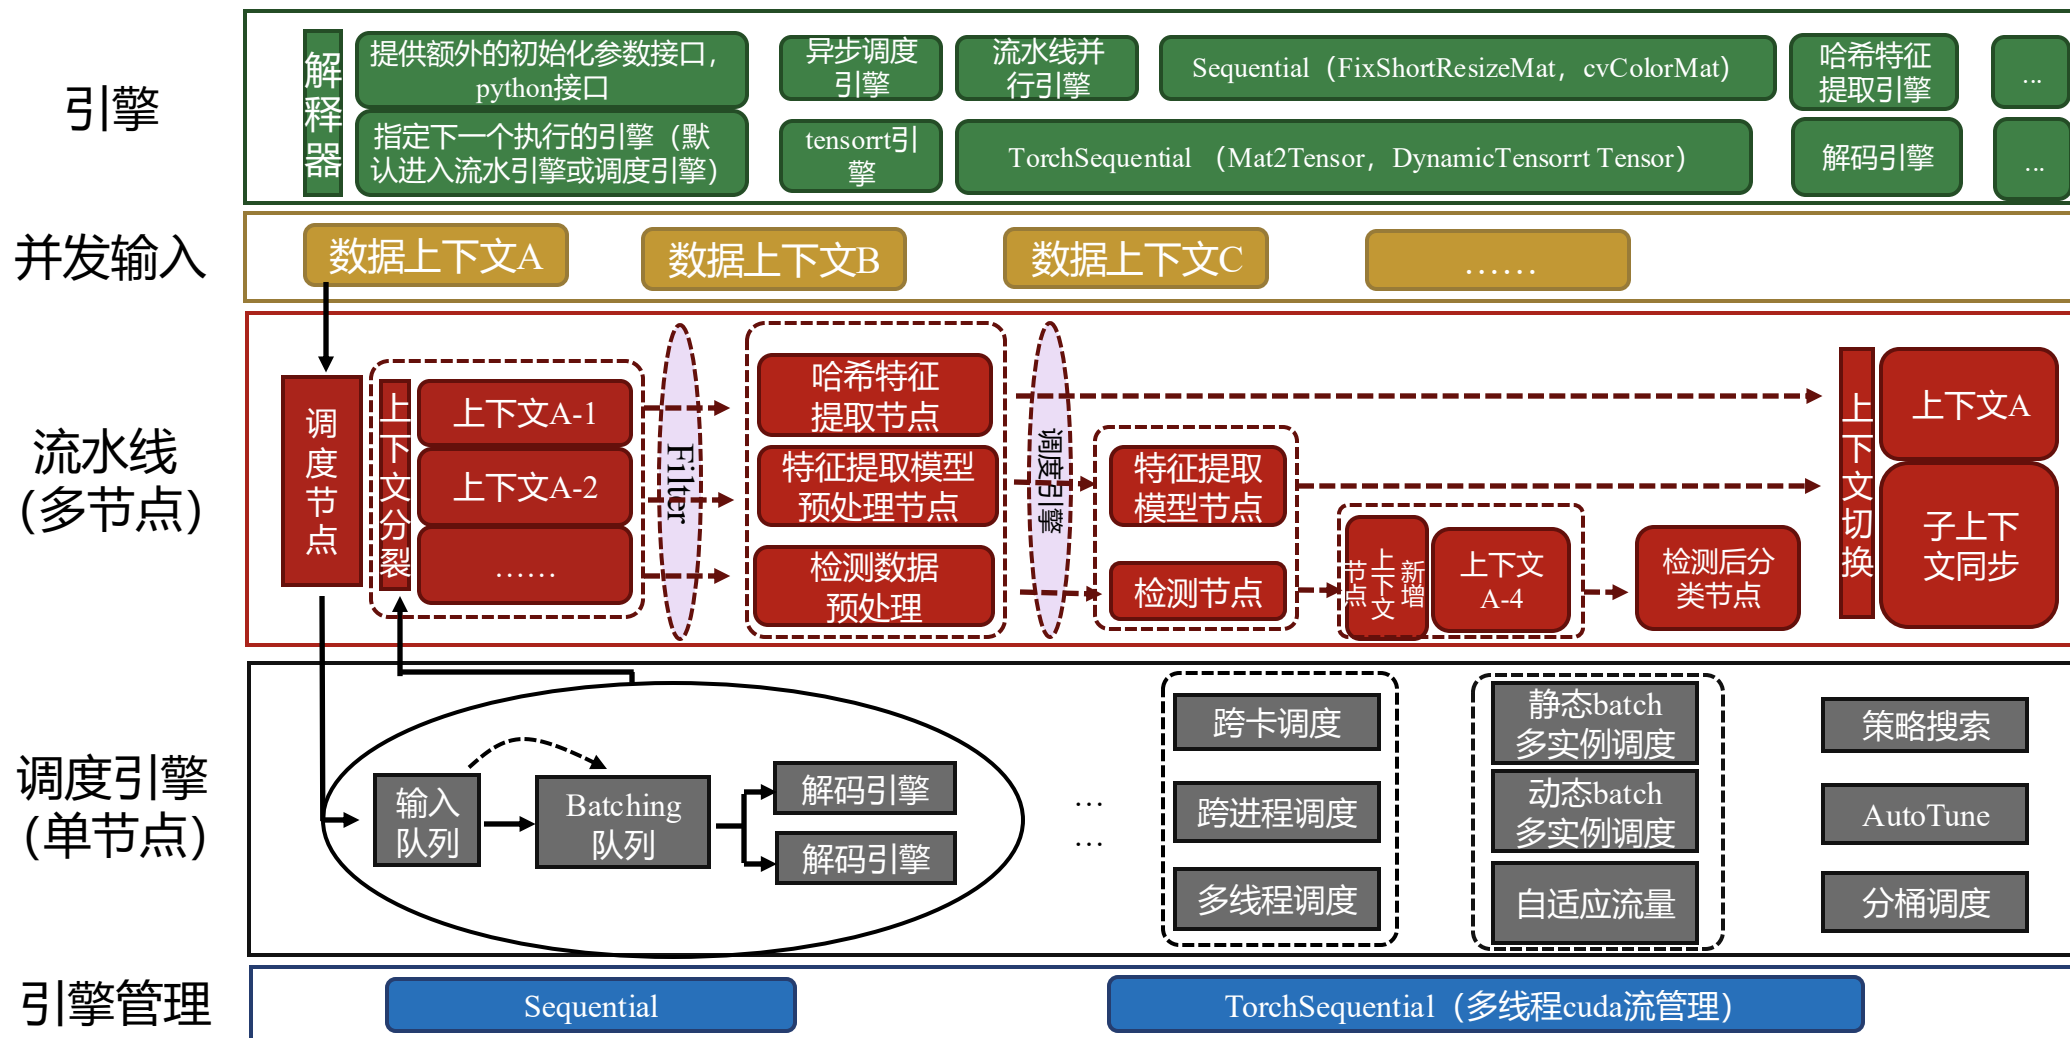 引擎
解释器
提供额外的初始化参数接口，
python接口
指定下一个执行的引擎（默
认进入流水引擎或调度引擎）
异步调度
引擎
流水线并
行引擎
Sequential（FixShortResizeMat，cvColorMat）
哈希特征
提取引擎
...
tensorrt引
擎
TorchSequential （Mat2Tensor，DynamicTensorrt Tensor）
解码引擎
...
并发输入
数据上下文A
数据上下文B
数据上下文C
……
流水线
（多节点）
调度节点
上下文分裂
上下文A-1
上下文A-2
……
Filter
哈希特征
提取节点
特征提取模型
预处理节点
检测数据
预处理
调度引擎
特征提取
模型节点
检测节点
新增
上下文
节点
上下文
A-4
检测后分
类节点
上下文切换
上下文A
子上下
文同步
调度引擎
（单节点）
输入
队列
Batching
队列
解码引擎
解码引擎
…
…
跨卡调度
跨进程调度
多线程调度
静态batch
多实例调度
动态batch
多实例调度
自适应流量
策略搜索
AutoTune
分桶调度
引擎管理
Sequential
TorchSequential（多线程cuda流管理）